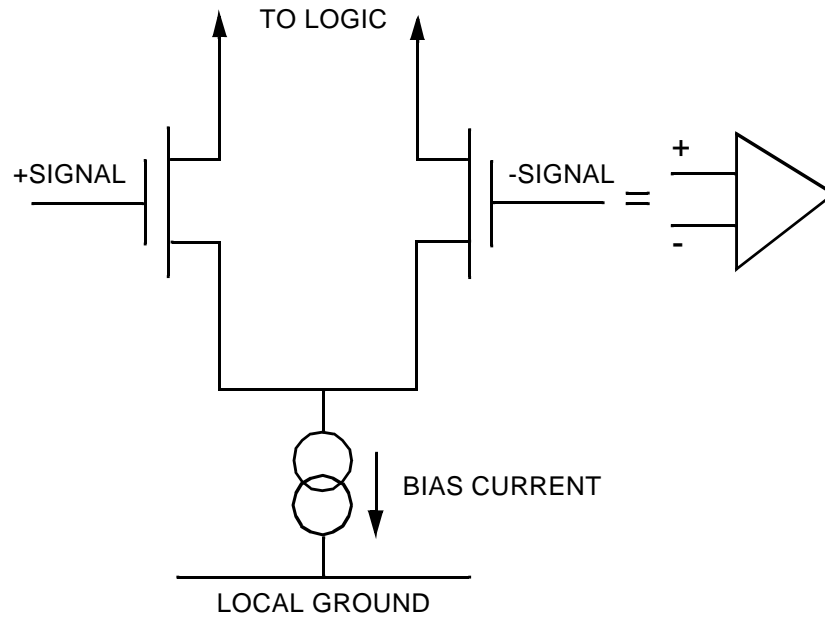 TO LOGIC
+SIGNAL
-SIGNAL
=
+
-
BIAS CURRENT
LOCAL GROUND